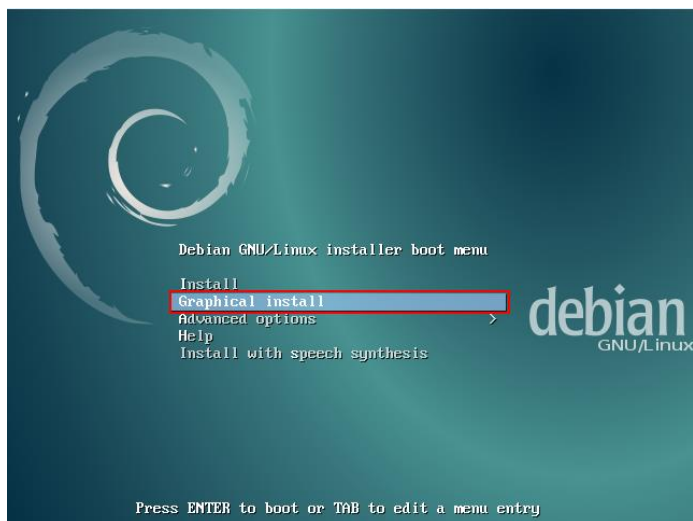 Debian GNU/Linux installer boot menu
Install
Graphical install
Advanced options >
Help
Install with speech synthesis
debian
GNU/Linux
Press ENTER to boot or TAB to edit a menu entry